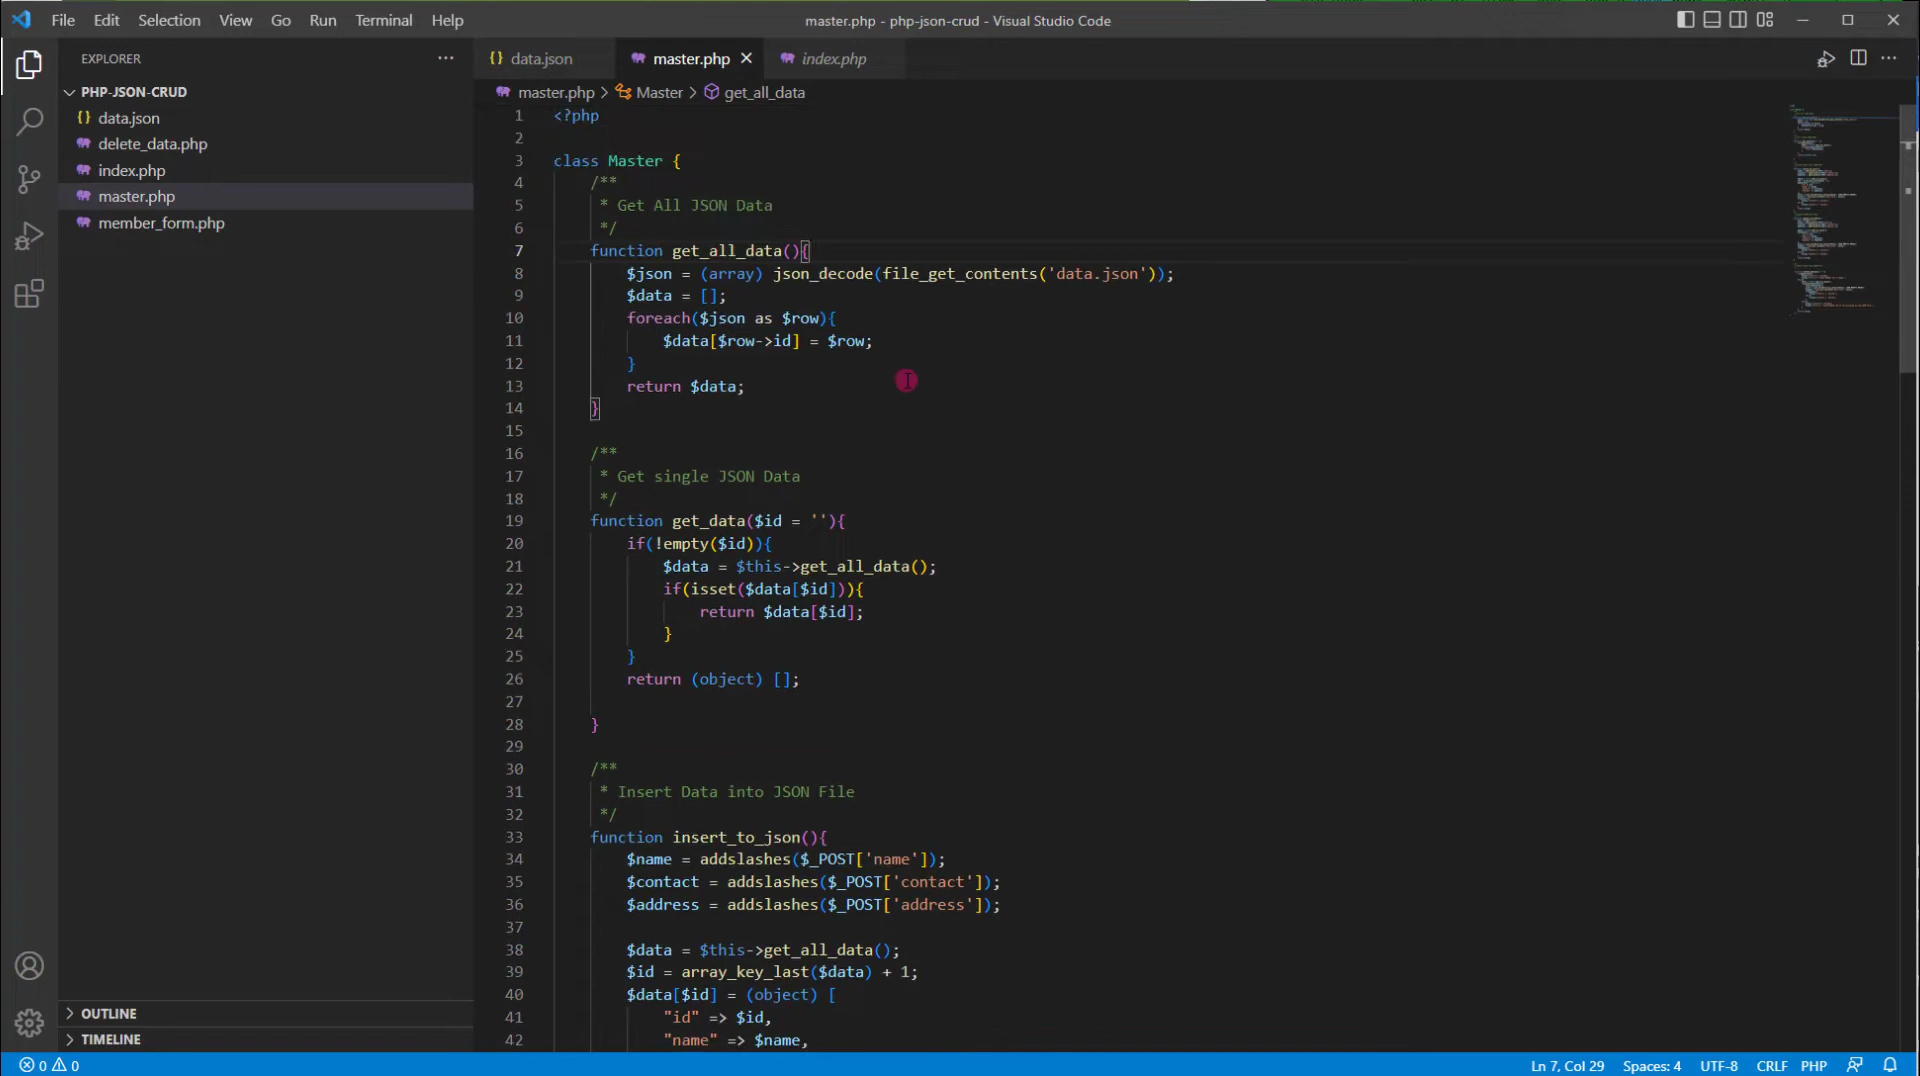 File Edit Selection View Go Run Terminal Help
master.php - php-json-crud - Visual Studio Code
EXPLORER
PHP-JSON-CRUD
{} data.json
delete_data.php
index.php
master.php
member_form.php
OUTLINE
TIMELINE
{} data.json master.php index.php
master.php > Master > get_all_data
1 <?php
2
3 class Master {
4 /**
5 * Get All JSON Data
6 */
7 function get_all_data(){
8 $json = (array) json_decode(file_get_contents('data.json'));
9 $data = [];
10 foreach($json as $row){
11 $data[$row->id] = $row;
12 }
13 return $data;
14 }
15
16 /**
17 * Get single JSON Data
18 */
19 function get_data($id = ''){
20 if(!empty($id)){
21 $data = $this->get_all_data();
22 if(isset($data[$id])){
23 return $data[$id];
24 }
25 }
26 return (object) [];
27
28 }
29
30 /**
31 * Insert Data into JSON File
32 */
33 function insert_to_json(){
34 $name = addslashes($_POST['name']);
35 $contact = addslashes($_POST['contact']);
36 $address = addslashes($_POST['address']);
37
38 $data = $this->get_all_data();
39 $id = array_key_last($data) + 1;
40 $data[$id] = (object) [
41 "id" => $id,
42 "name" => $name,
0 0
Ln 7, Col 29 Spaces: 4 UTF-8 CRLF PHP